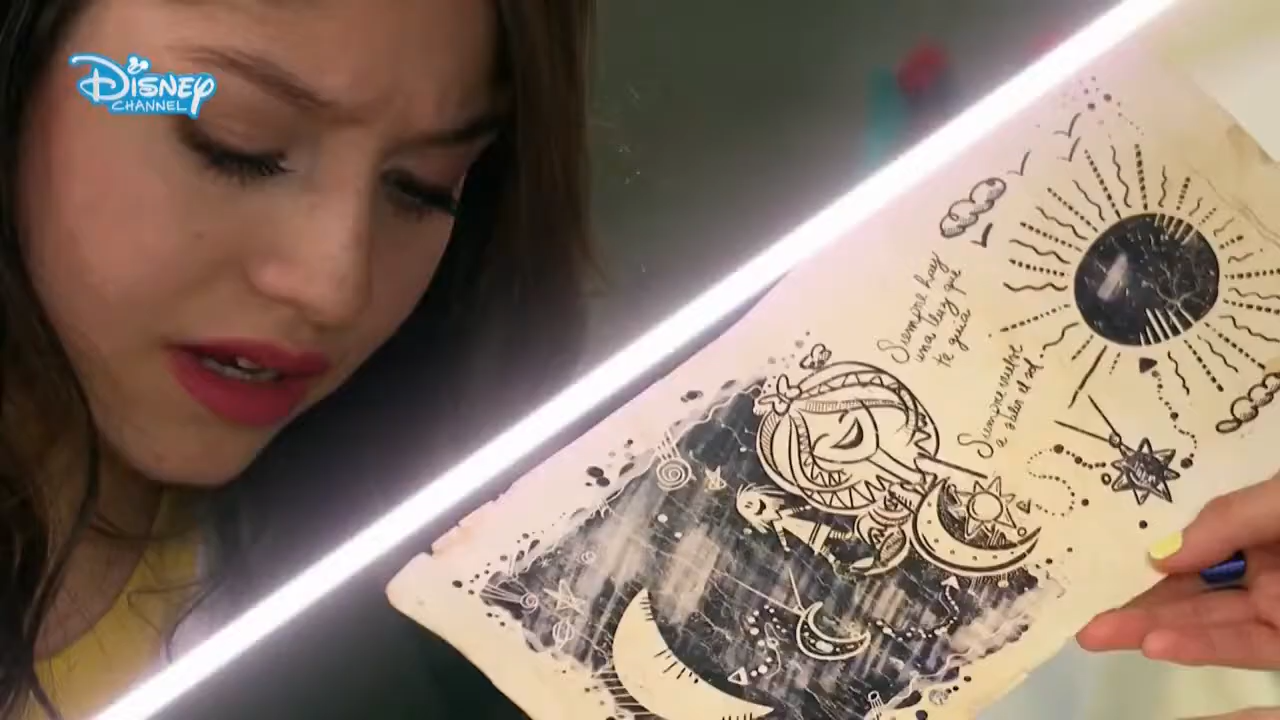 DISNEY
CHANNEL
Siempre hay
una luz que
te guía
Siempre vuelve
a salir el sol.